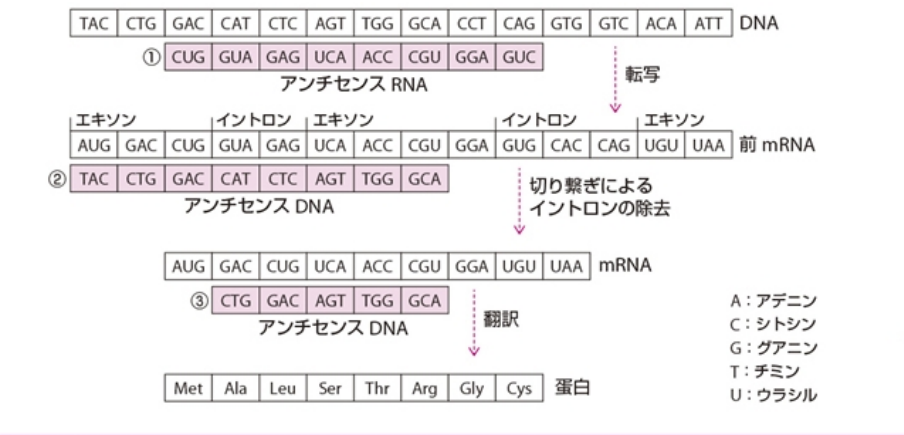 TAC CTG GAC CAT CTC AGT TGG GCA CCT CAG GTG GTC ACA ATT DNA
① CUG GUA GAG UCA ACC CGU GGA GUC
アンチセンス RNA
転写
エキソン イントロン エキソン イントロン エキソン
AUG GAC CUG GUA GAG UCA ACC CGU GGA GUG CAC CAG UGU UAA 前 mRNA
② TAC CTG GAC CAT CTC AGT TGG GCA
アンチセンス DNA
切り繋ぎによる
イントロンの除去
AUG GAC CUG UCA ACC CGU GGA UGU UAA mRNA
③ CTG GAC AGT TGG GCA
アンチセンス DNA
翻訳
Met Ala Leu Ser Thr Arg Gly Cys 蛋白
A:アデニン
C:シトシン
G:グアニン
T:チミン
U:ウラシル